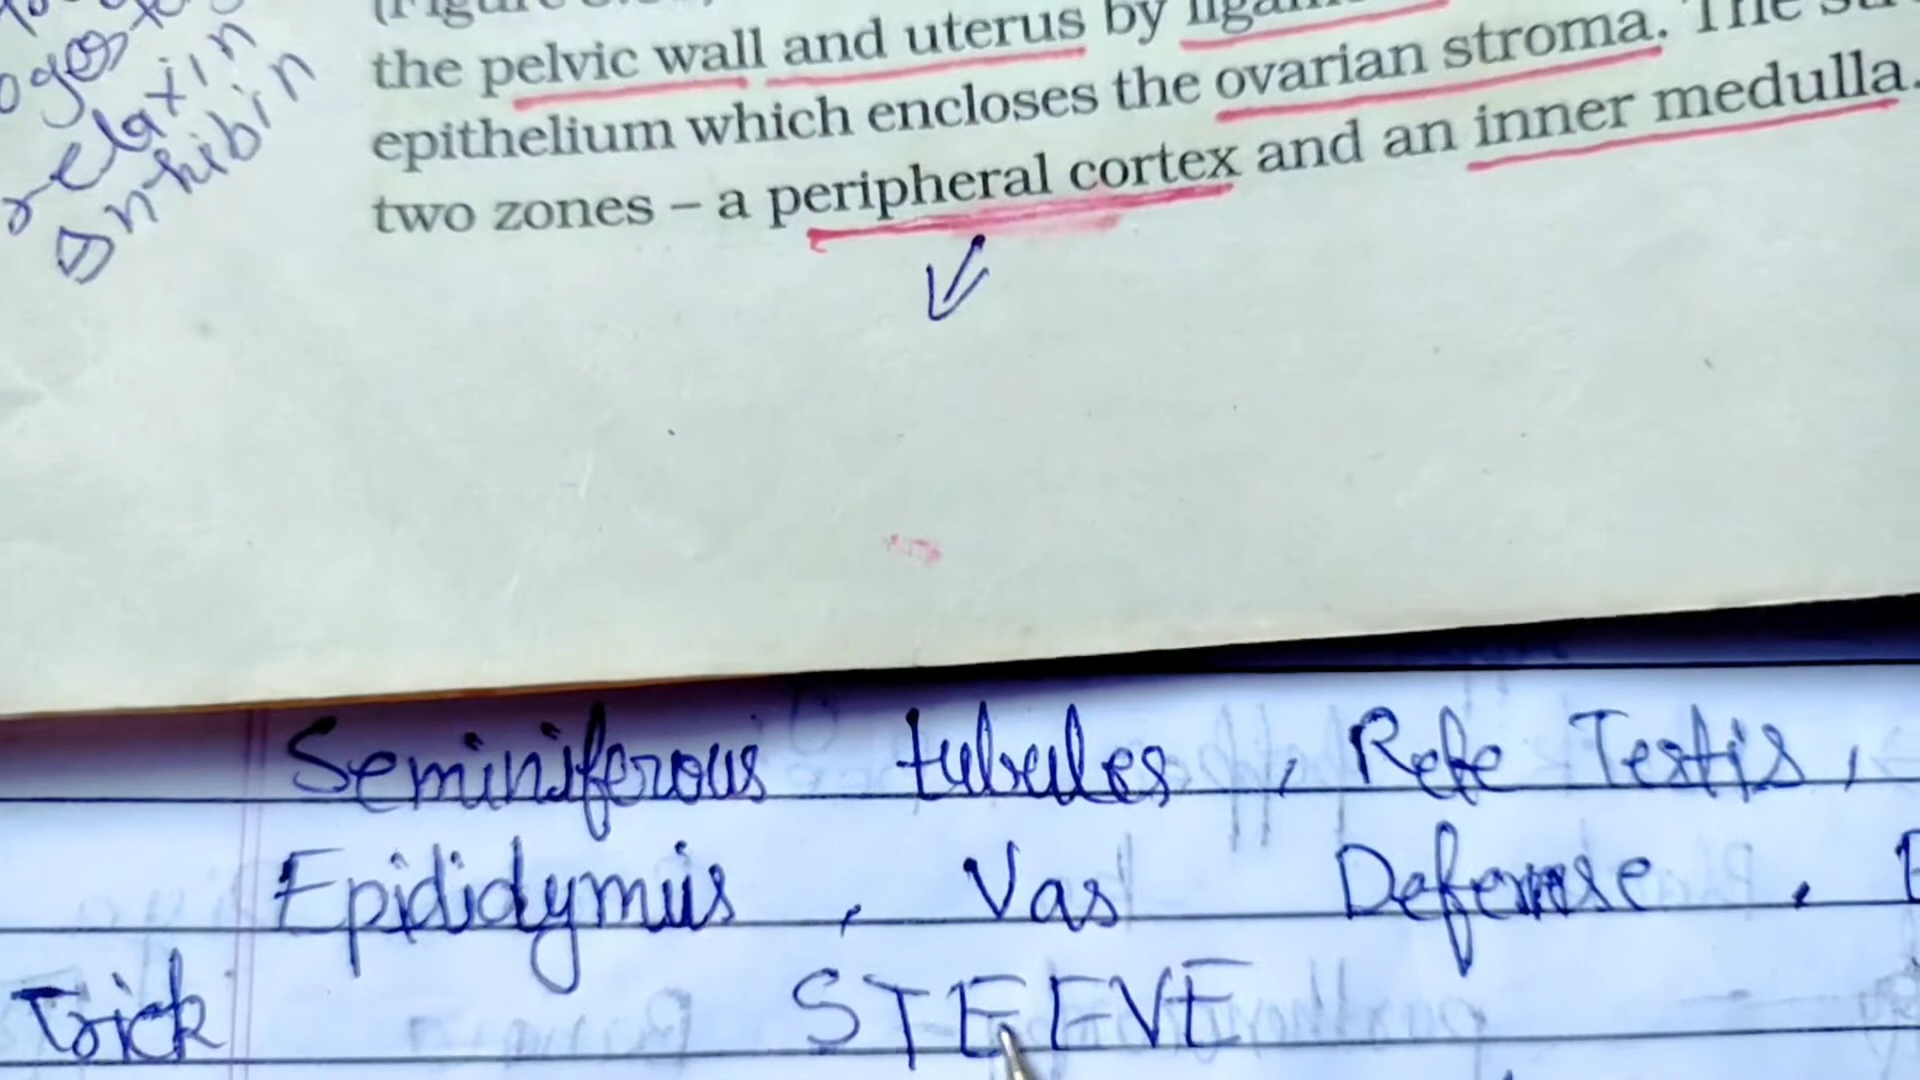 relaxin
Inhibin
the pelvic wall and uterus by
epithelium which encloses the ovarian stroma. The
two zones – a peripheral cortex and an inner medulla.
Seminiferous tubules, Rete Testis,
Epididymis, Vas Deferense,
Trick STEEVE